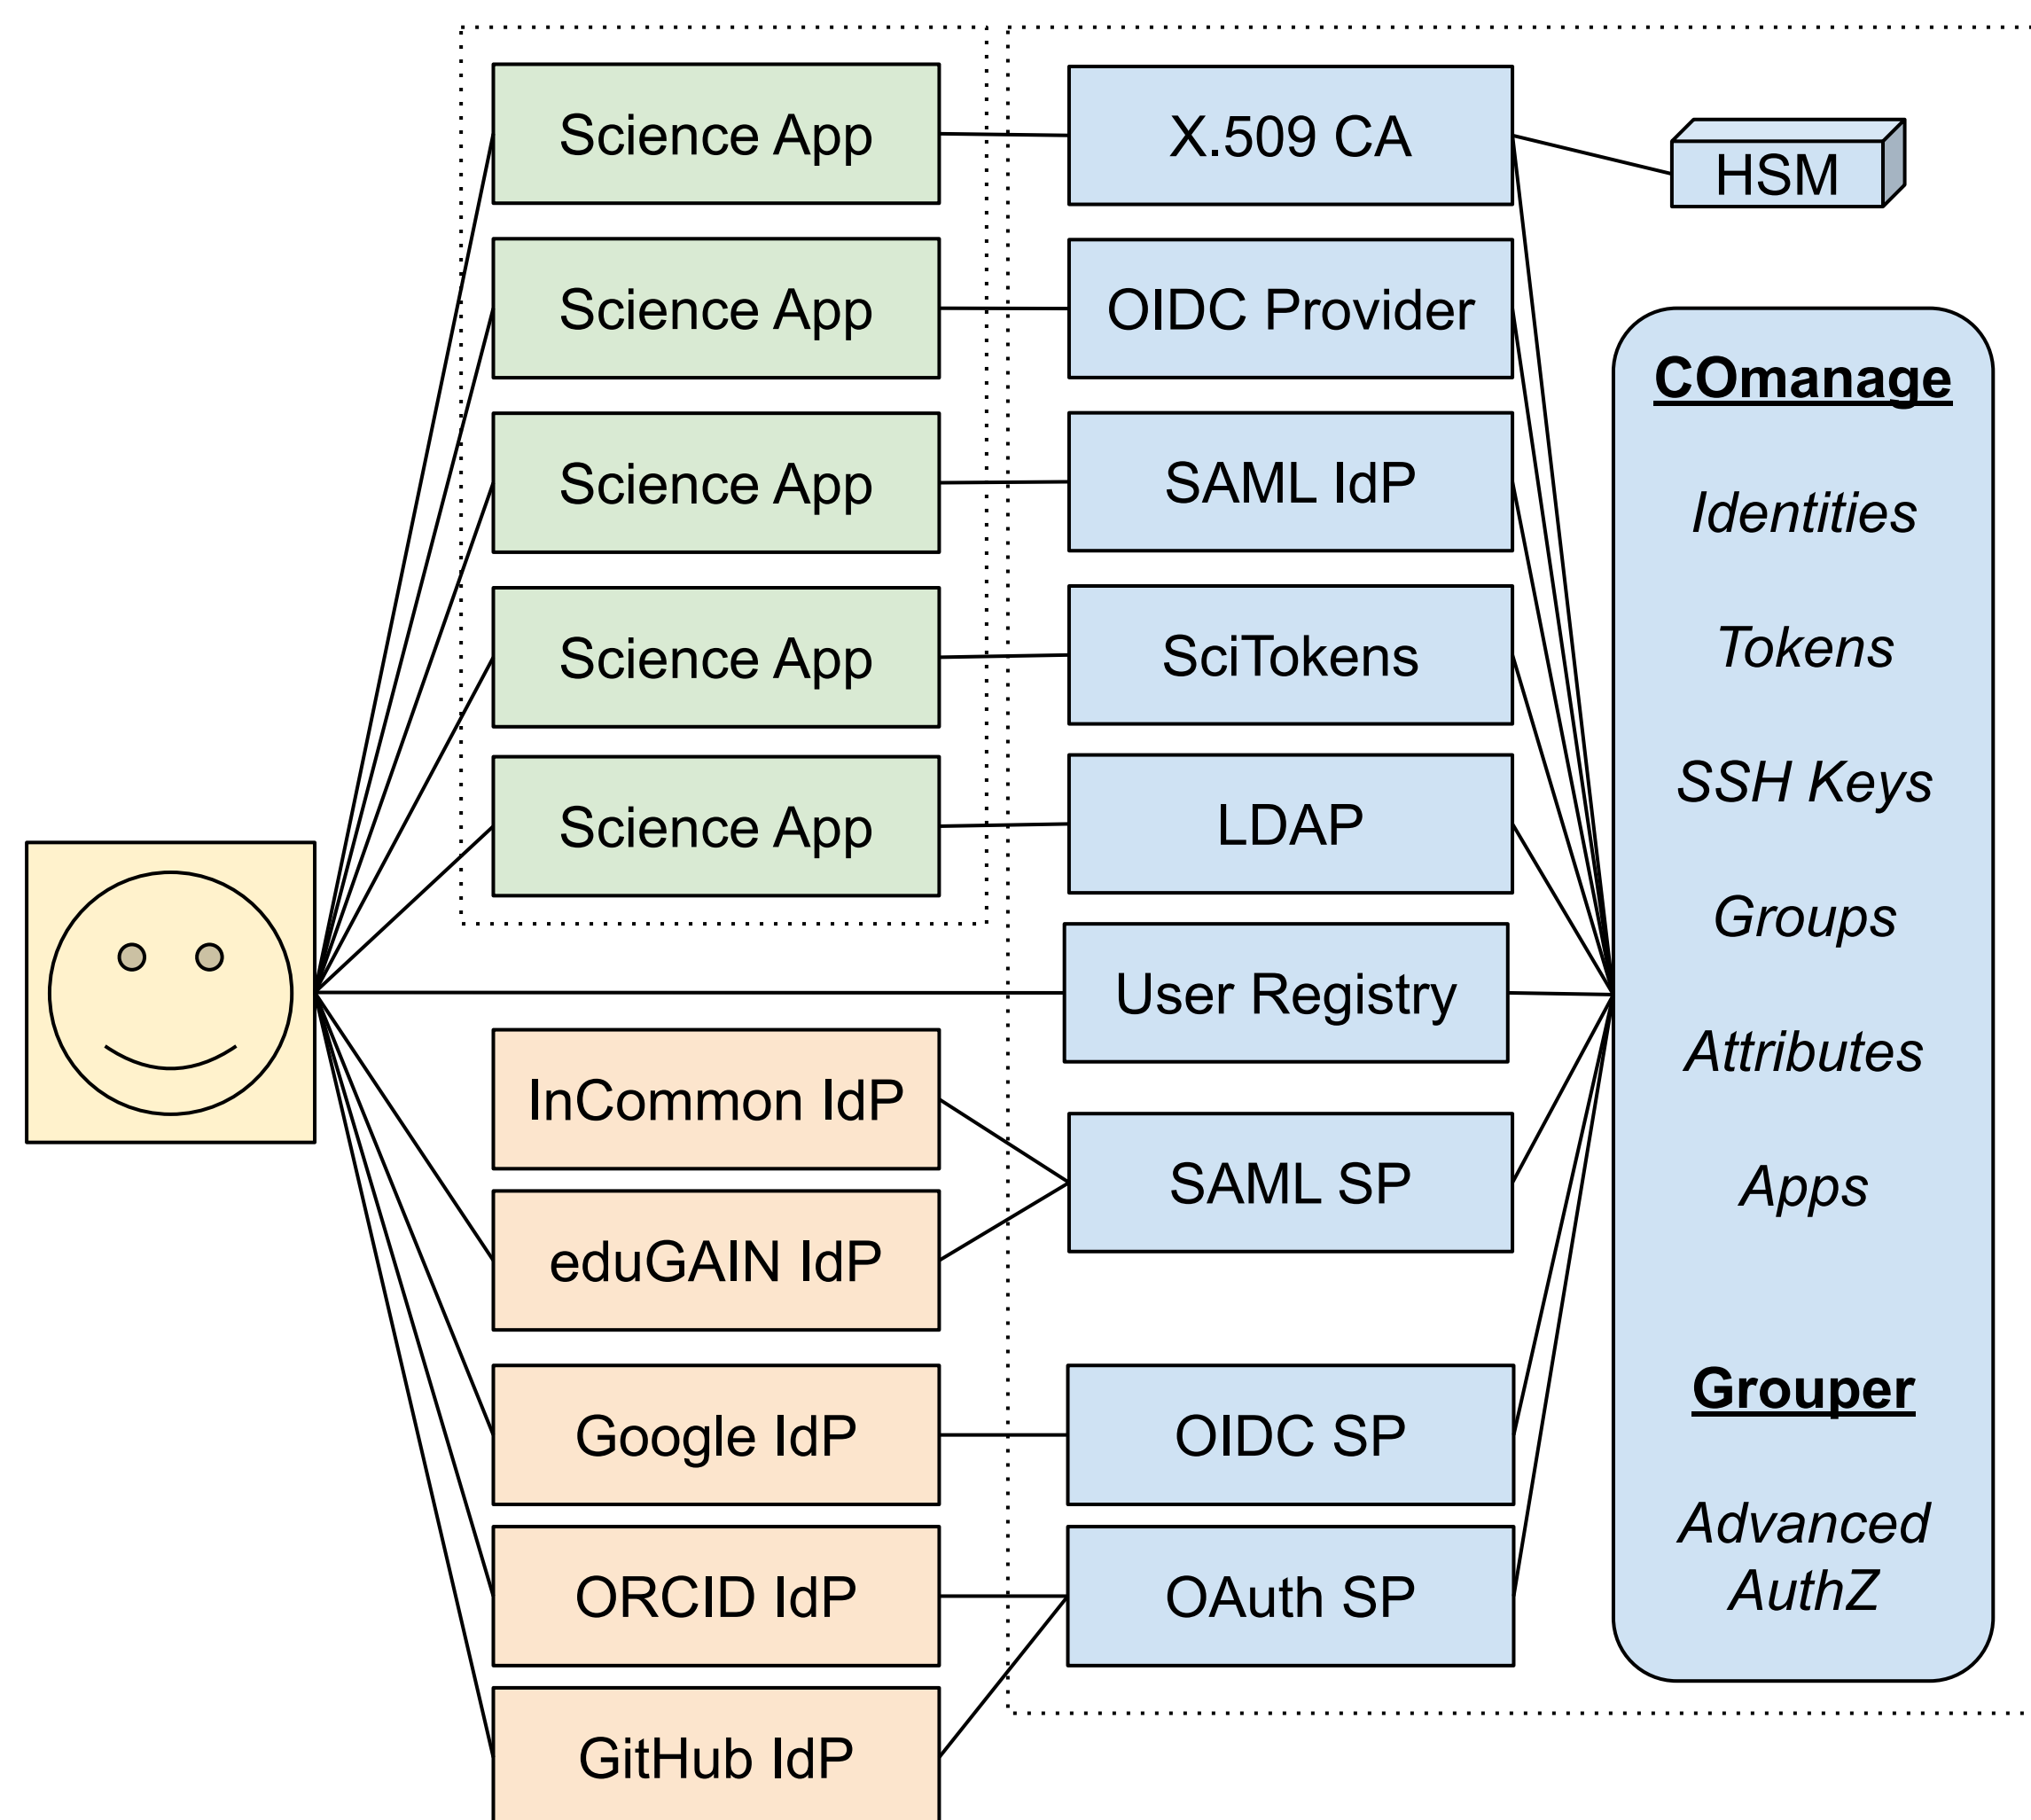 Science App
Science App
Science App
Science App
Science App
InCommon IdP
eduGAIN IdP
Google IdP
ORCID IdP
GitHub IdP
X.509 CA
OIDC Provider
SAML IdP
SciTokens
LDAP
User Registry
SAML SP
OIDC SP
OAuth SP
HSM
COmanage
Identities
Tokens
SSH Keys
Groups
Attributes
Apps
Grouper
Advanced
AuthZ